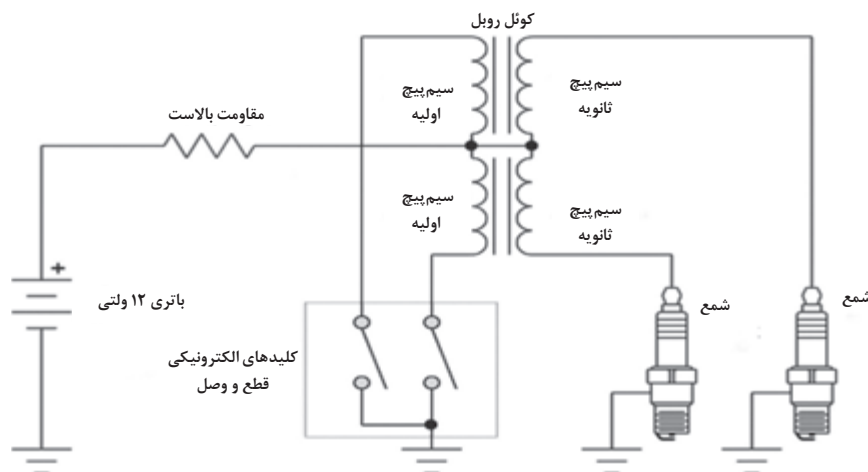 کوئل روبل
سیم‌پیچ
اولیه
سیم‌پیچ
ثانویه
مقاومت بالاست
سیم‌پیچ
اولیه
سیم‌پیچ
ثانویه
+
باتری ۱۲ ولتی
شمع
شمع
کلیدهای الکترونیکی
قطع و وصل